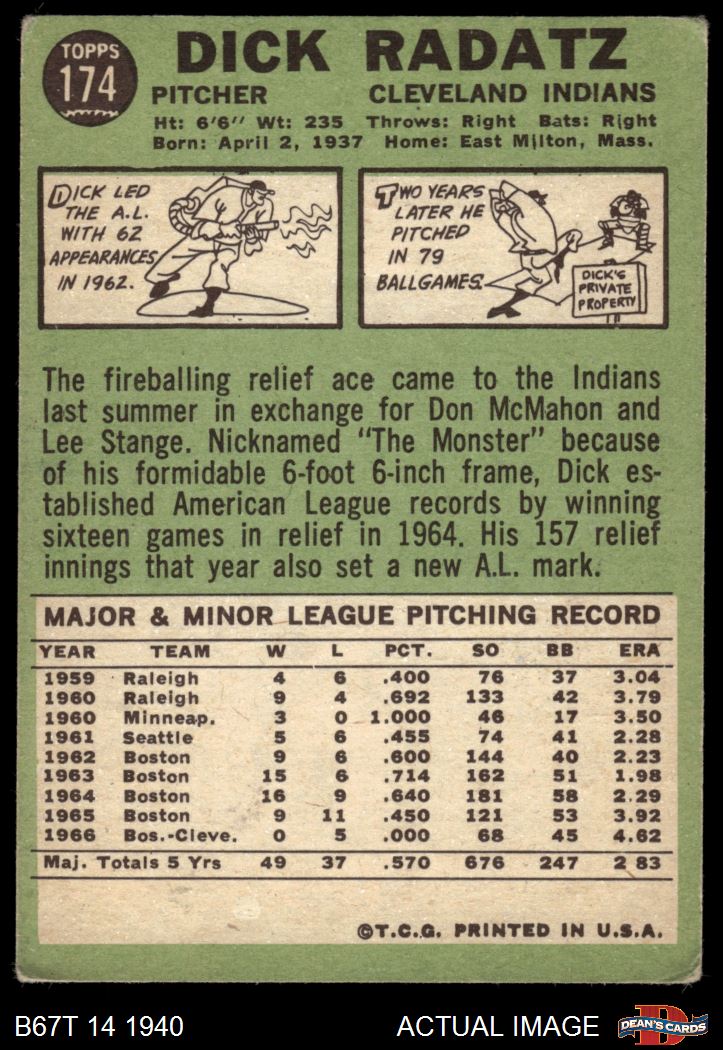 TOPPS
174
DICK RADATZ
PITCHER CLEVELAND INDIANS
Ht: 6'6" Wt: 235 Throws: Right Bats: Right
Born: April 2, 1937 Home: East Milton, Mass.
DICK LED
THE A.L.
WITH 62
APPEARANCES
IN 1962.
TWO YEARS
LATER HE
PITCHED
IN 79
BALLGAMES.
DICK'S
PRIVATE
PROPERTY
The fireballing relief ace came to the Indians
last summer in exchange for Don McMahon and
Lee Stange. Nicknamed "The Monster" because
of his formidable 6-foot 6-inch frame, Dick es-
tablished American League records by winning
sixteen games in relief in 1964. His 157 relief
innings that year also set a new A.L. mark.
MAJOR & MINOR LEAGUE PITCHING RECORD
YEAR TEAM W L PCT. SO BB ERA
1959 Raleigh 4 6 .400 76 37 3.04
1960 Raleigh 9 4 .692 133 42 3.79
1960 Minneap. 3 0 1.000 46 17 3.50
1961 Seattle 5 6 .455 74 41 2.28
1962 Boston 9 6 .600 144 40 2.23
1963 Boston 15 6 .714 162 51 1.98
1964 Boston 16 9 .640 181 58 2.29
1965 Boston 9 11 .450 121 53 3.92
1966 Bos.-Cleve. 0 5 .000 68 45 4.62
Maj. Totals 5 Yrs 49 37 .570 676 247 2 83
©T.C.G. PRINTED IN U.S.A.
B67T 14 1940 ACTUAL IMAGE
D
DEAN'S CARDS